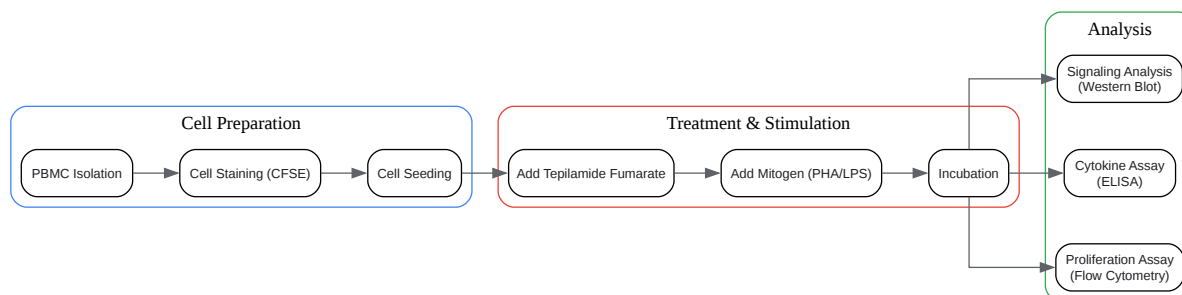 Cell Preparation
PBMC Isolation
Cell Staining (CFSE)
Cell Seeding
Treatment & Stimulation
Add Tepilamide Fumarate
Add Mitogen (PHA/LPS)
Incubation
Analysis
Signaling Analysis
(Western Blot)
Cytokine Assay
(ELISA)
Proliferation Assay
(Flow Cytometry)